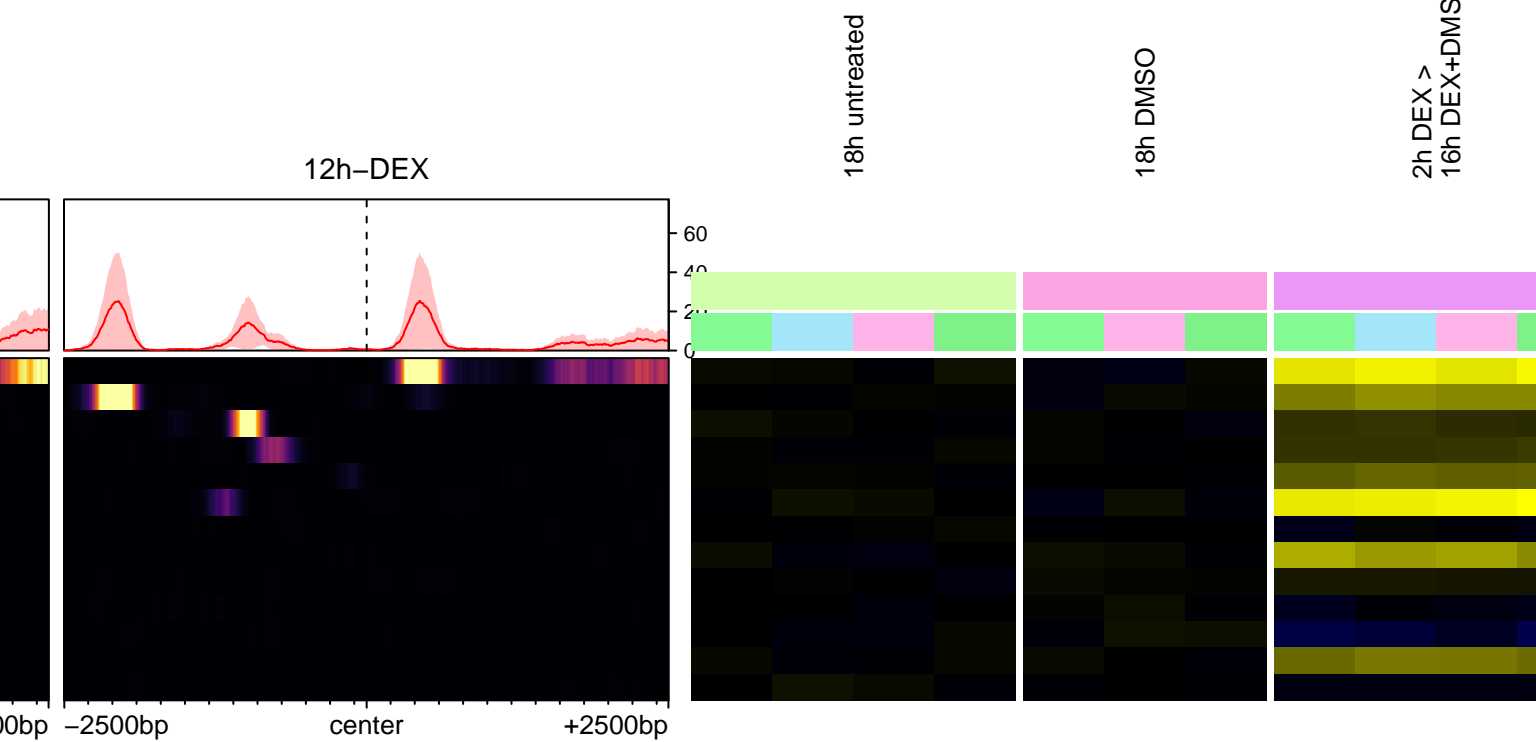 18h untreated
18h DMSO
2h DEX >
16h DEX+DMS
12h−DEX
60
40
20
0
00bp
−2500bp
center
+2500bp